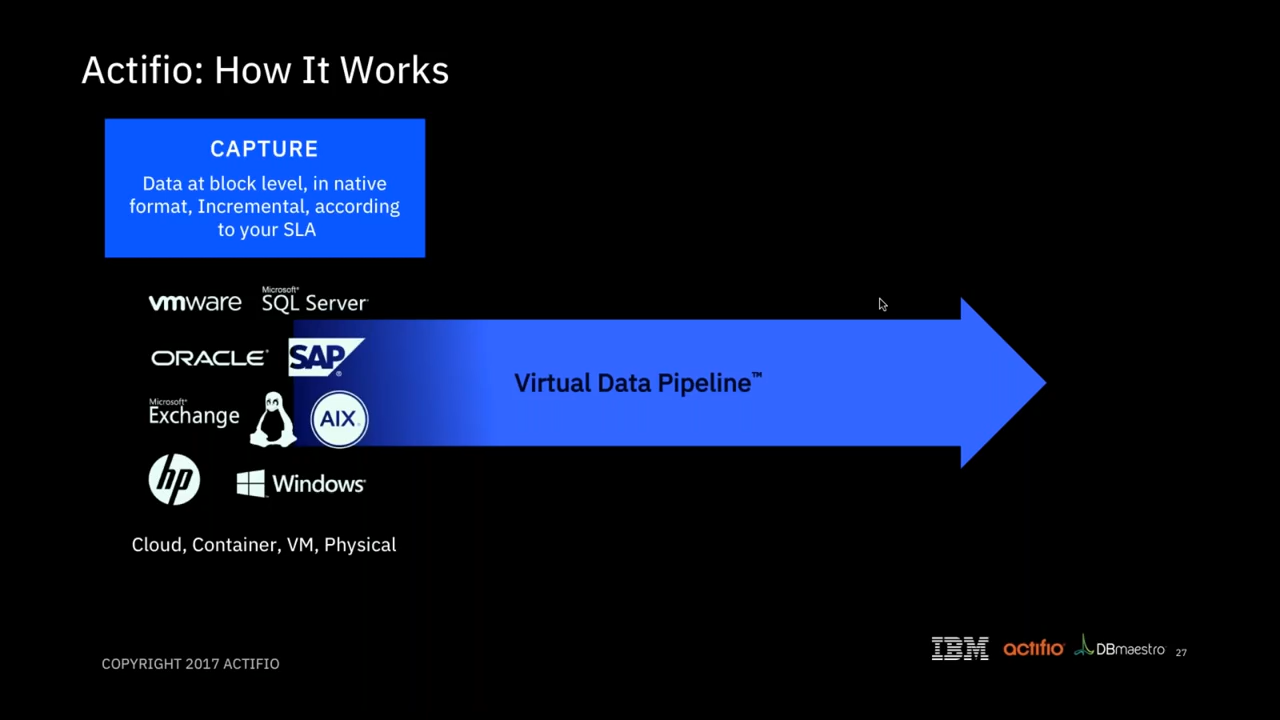 Actifio: How It Works
CAPTURE
Data at block level, in native
format, Incremental, according
to your SLA
vmware
Microsoft®
SQL Server
ORACLE®
SAP®
Microsoft®
Exchange
AIX
hp
Windows
Cloud, Container, VM, Physical
Virtual Data Pipeline™
COPYRIGHT 2017 ACTIFIO
IBM
actifio
DBmaestro
27